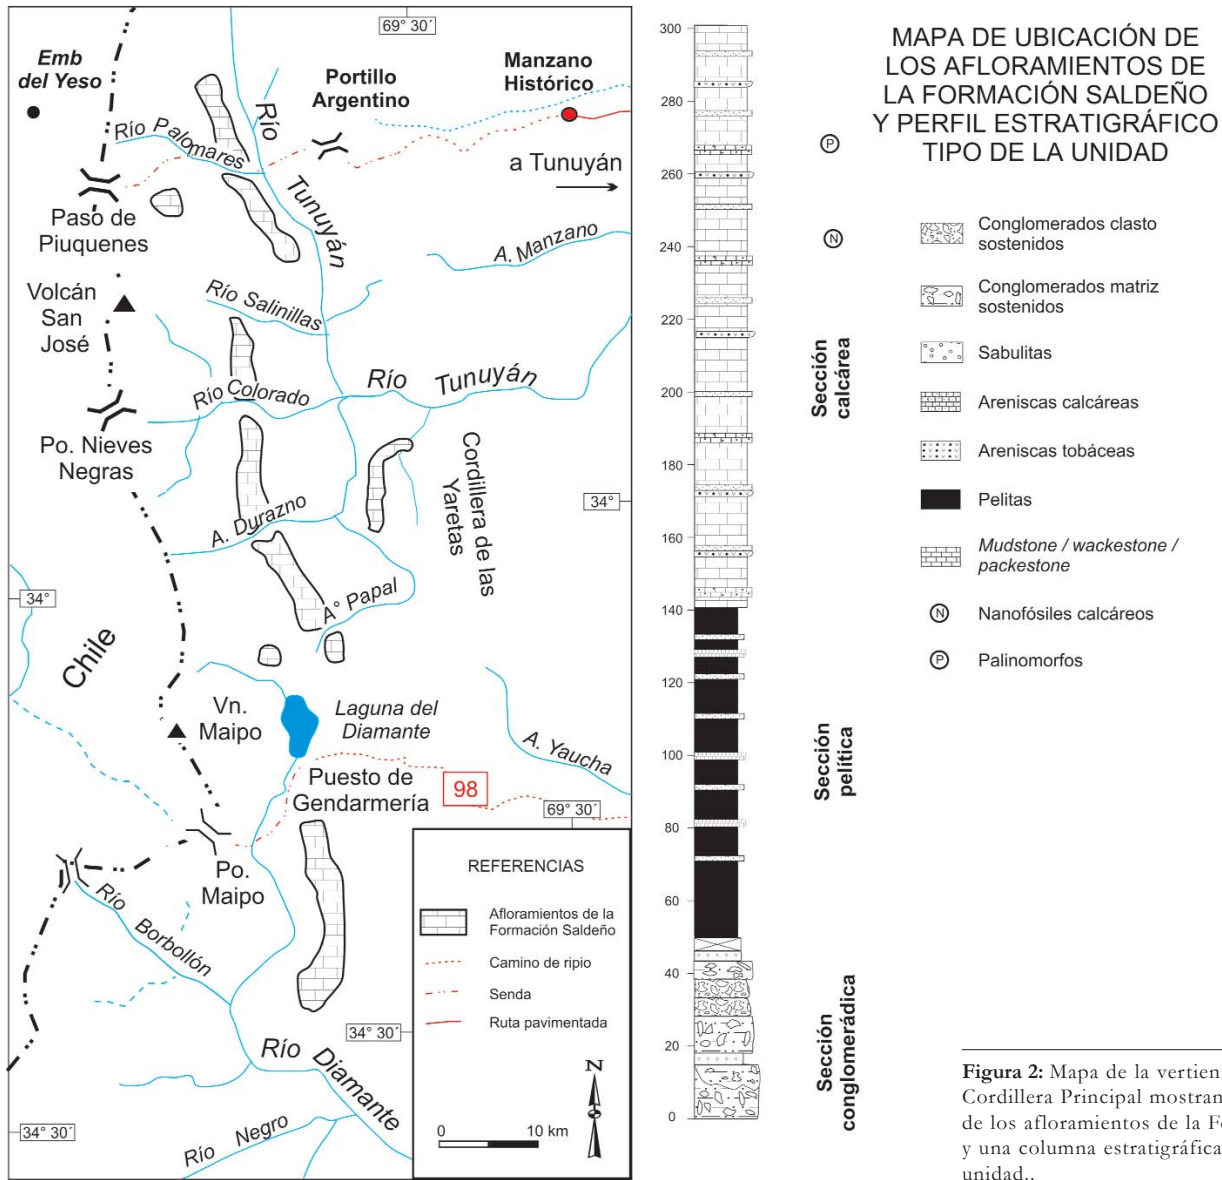 69° 30´
Emb
del Yeso
Río Palomares
Río
Tunuyán
Portillo
Argentino
Manzano
Histórico
a Tunuyán
Paso de
Piuquenes
A. Manzano
Volcán
San
José
Río Salinillas
Río Colorado
Río Tunuyán
Po. Nieves
Negras
Cordillera de las
Yaretas
34°
A. Durazno
A° Papal
34°
Chile
Vn.
Maipo
Laguna del
Diamante
A. Yaucha
Puesto de
Gendarmería
98
69° 30´
Po.
Maipo
Río Borbollón
34° 30´
Río Diamante
Río Negro
34° 30´
REFERENCIAS
Afloramientos de la
Formación Saldeño
Camino de ripio
Senda
Ruta pavimentada
N
0 10 km
300
280
260
240
220
200
180
160
140
120
100
80
60
40
20
0
P
N
Sección
calcárea
Sección
pelítica
Sección
conglomerádica
MAPA DE UBICACIÓN DE
LOS AFLORAMIENTOS DE
LA FORMACIÓN SALDEÑO
Y PERFIL ESTRATIGRÁFICO
TIPO DE LA UNIDAD
Conglomerados clasto
sostenidos
Conglomerados matriz
sostenidos
Sabulitas
Areniscas calcáreas
Areniscas tobáceas
Pelitas
Mudstone / wackestone /
packestone
N Nanofósiles calcáreos
P Palinomorfos
Figura 2: Mapa de la vertien
Cordillera Principal mostran
de los afloramientos de la F
y una columna estratigráfica
unidad..